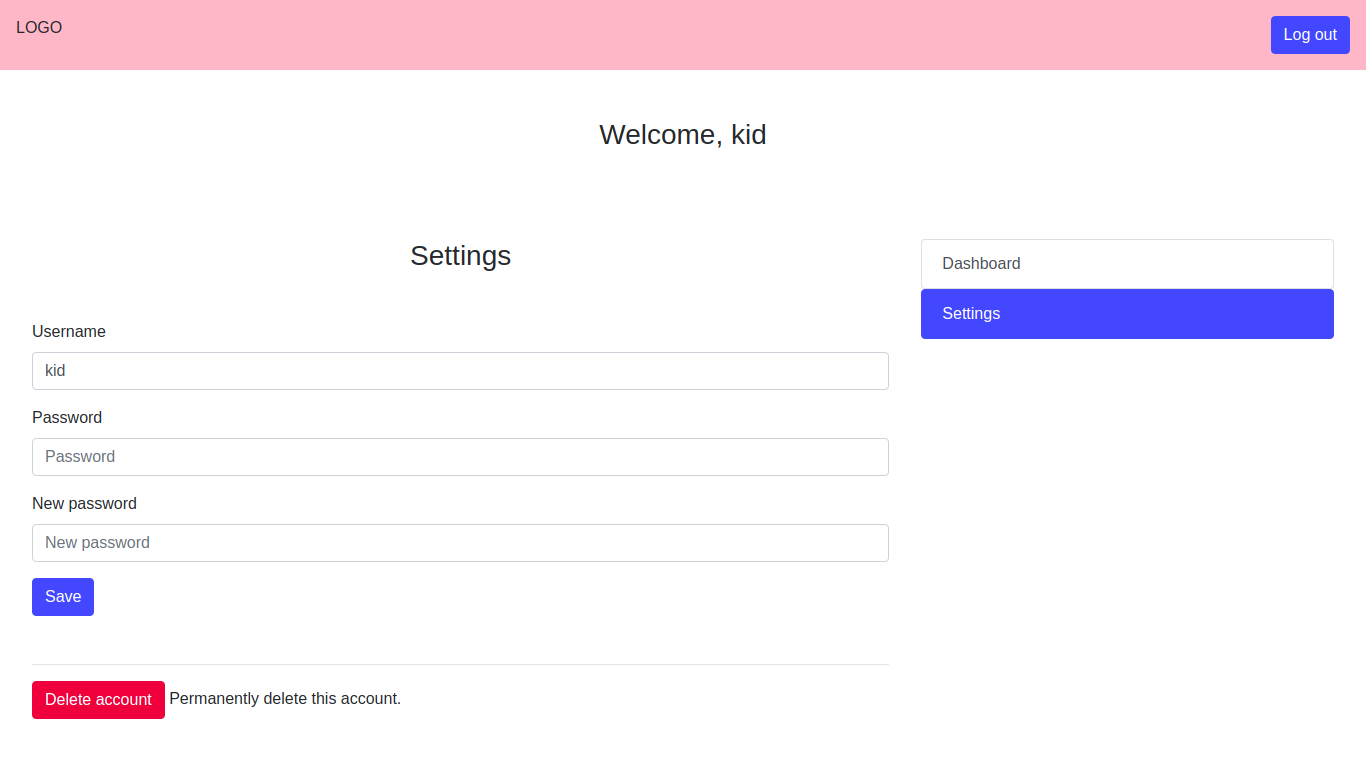 LOGO
Log out
Welcome, kid
Settings
Username
kid
Password
Password
New password
New password
Save
Delete account Permanently delete this account.
Dashboard
Settings